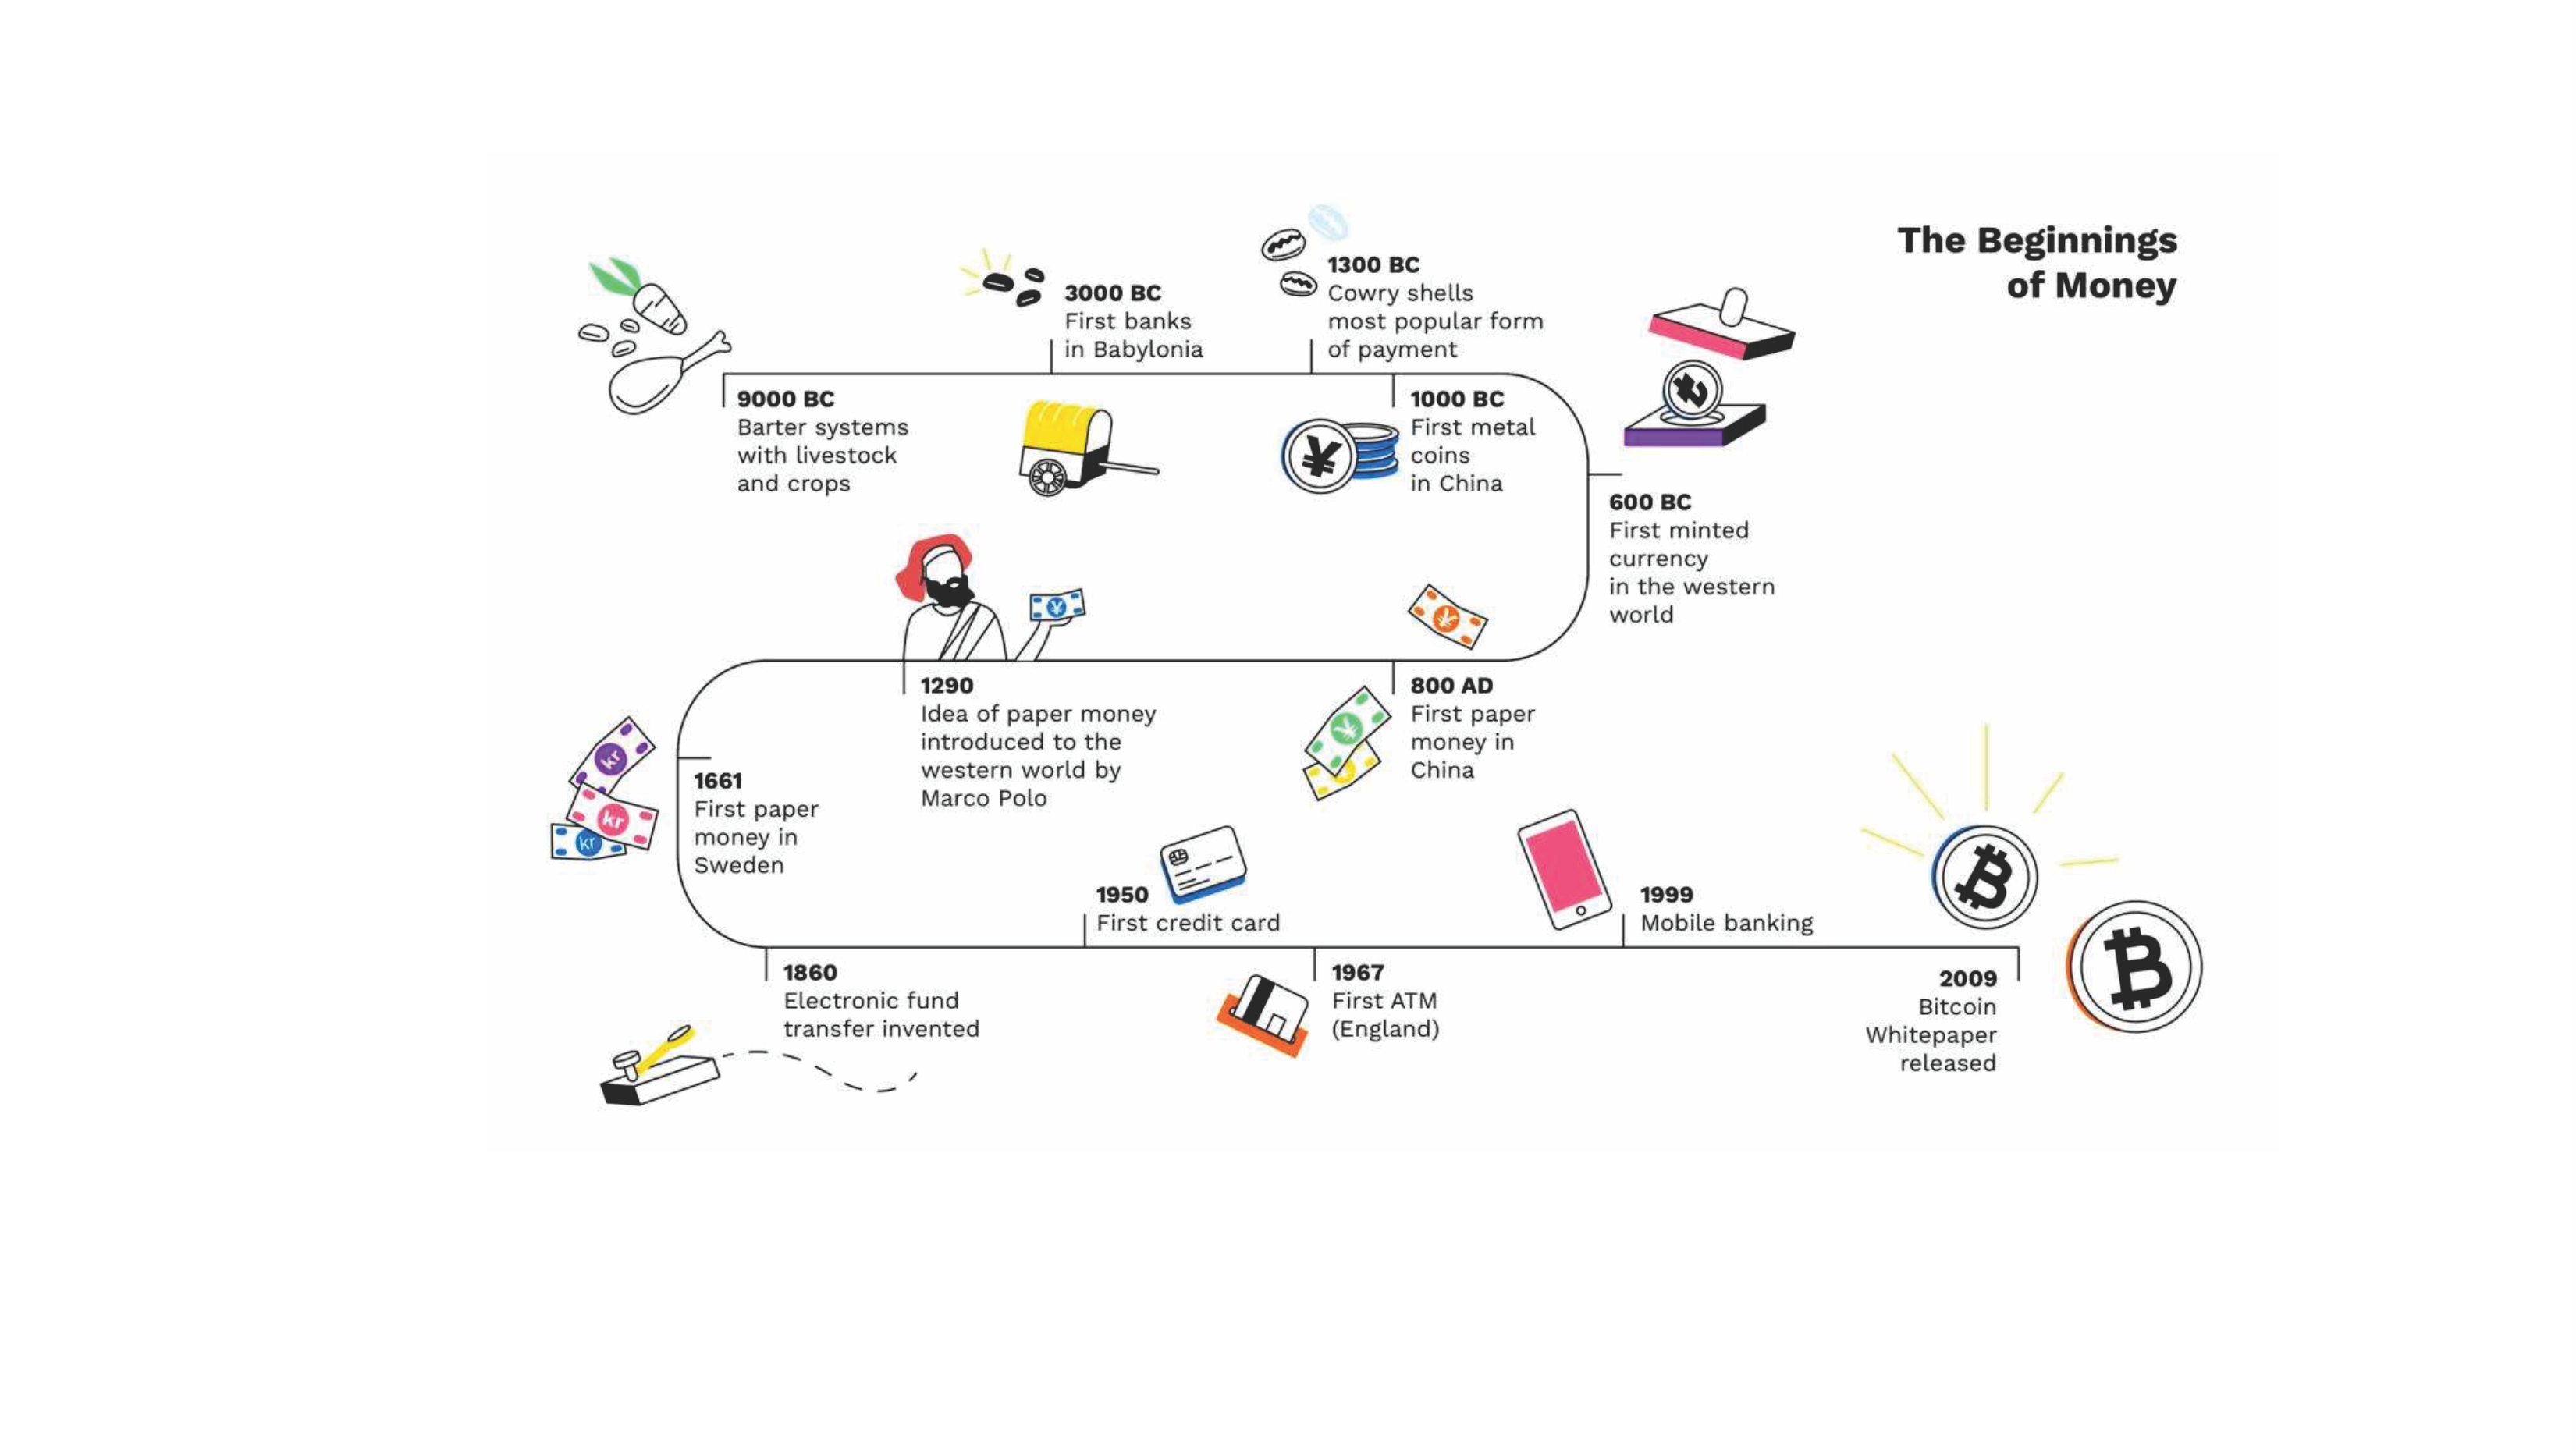 The Beginnings
of Money
9000 BC
Barter systems
with livestock
and crops
3000 BC
First banks
in Babylonia
1300 BC
Cowry shells
most popular form
of payment
1000 BC
First metal
coins
in China
600 BC
First minted
currency
in the western
world
800 AD
First paper
money in
China
1290
Idea of paper money
introduced to the
western world by
Marco Polo
1661
First paper
money in
Sweden
kr
kr
kr
1860
Electronic fund
transfer invented
1950
First credit card
1967
First ATM
(England)
1999
Mobile banking
2009
Bitcoin
Whitepaper
released